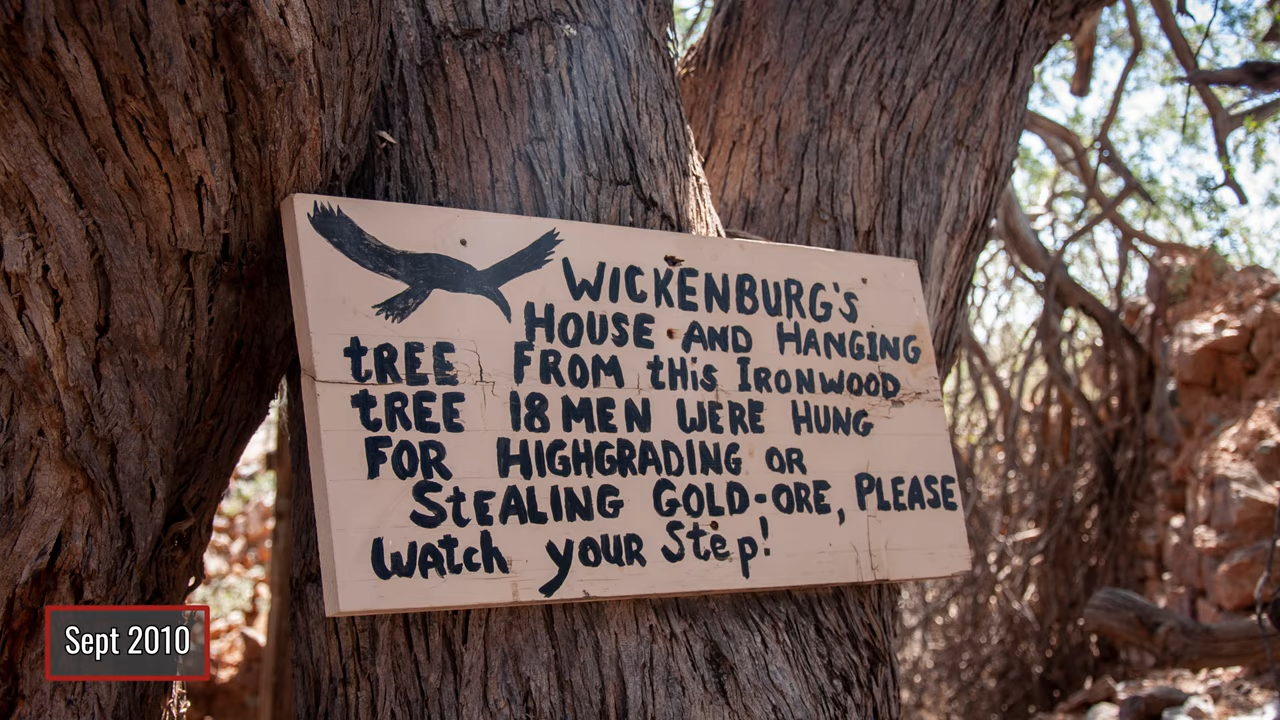 WICKENBURG'S
HOUSE AND HANGING
tREE FROM tHis IRONWOOD
tREE 18 MEN WERE HUNG
FOR HIGHGRADING OR
StEALING GOLD-ORE, PLEASE
WAtch yOUR Step!
Sept 2010